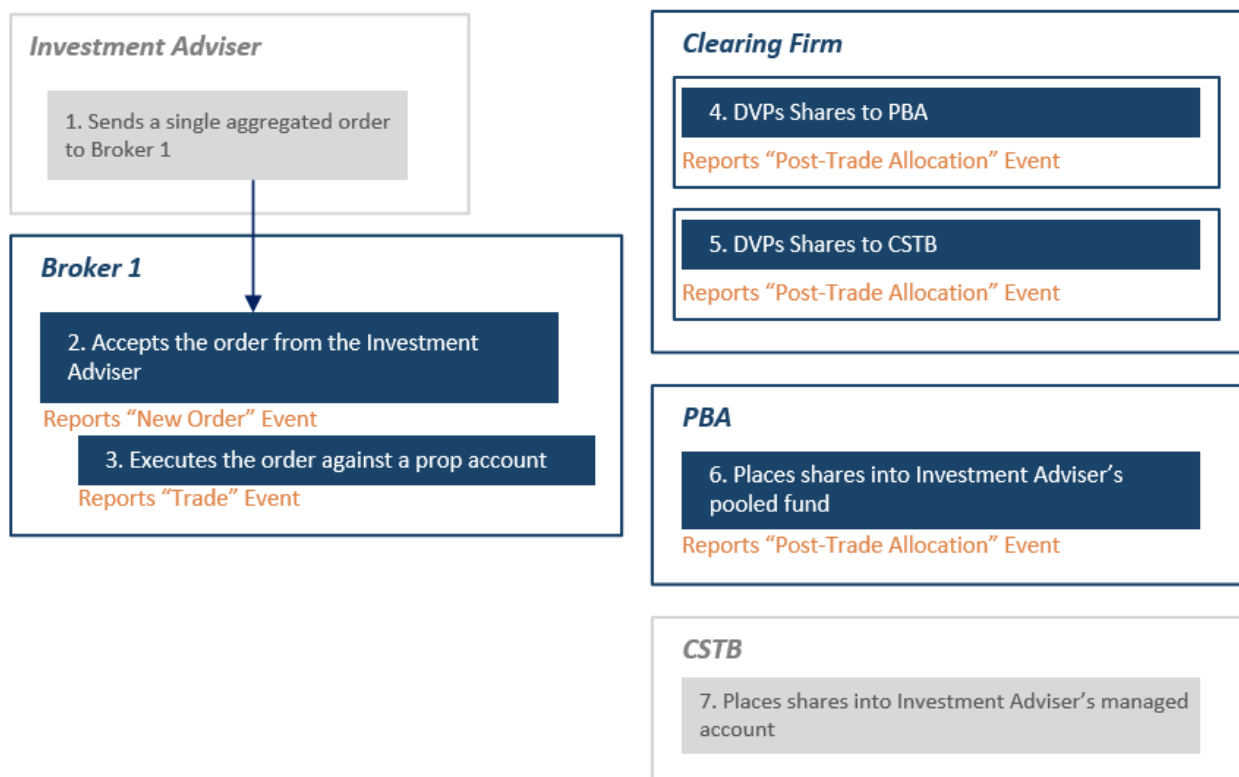 Investment Adviser
1. Sends a single aggregated order
to Broker 1
Broker 1
2. Accepts the order from the Investment
Adviser
Reports “New Order” Event
3. Executes the order against a prop account
Reports “Trade” Event
Clearing Firm
4. DVPs Shares to PBA
Reports “Post-Trade Allocation” Event
5. DVPs Shares to CSTB
Reports “Post-Trade Allocation” Event
PBA
6. Places shares into Investment Adviser’s
pooled fund
Reports “Post-Trade Allocation” Event
CSTB
7. Places shares into Investment Adviser’s managed
account